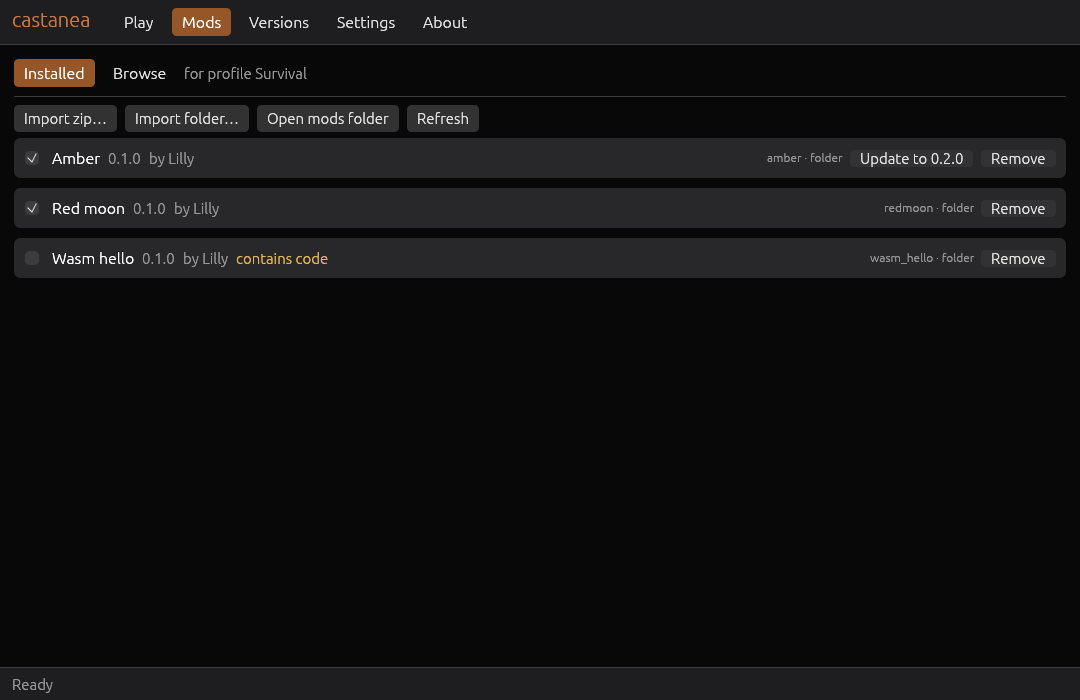 castanea Play Mods Versions Settings About
Installed Browse for profile Survival
Import zip... Import folder... Open mods folder Refresh
Amber 0.1.0 by Lilly amber · folder Update to 0.2.0 Remove
Red moon 0.1.0 by Lilly redmoon · folder Remove
Wasm hello 0.1.0 by Lilly contains code wasm_hello · folder Remove
Ready